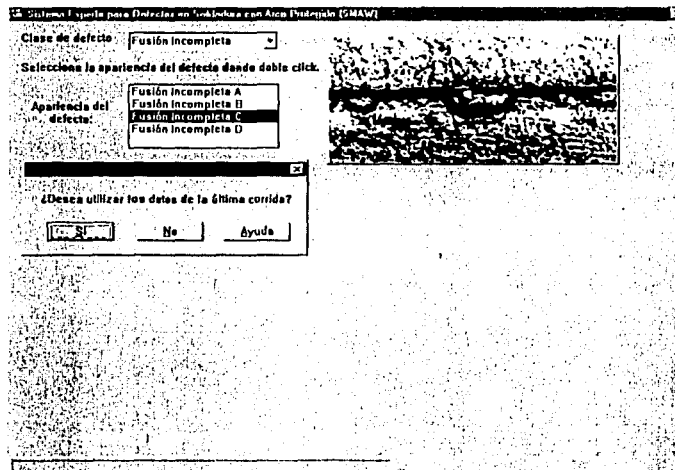 Sistema Experto para Defectos en Soldadura con Arco Protegido [SMAW]
Clase de defecto
Fusión Incompleta
Seleccione la apariencia del defecto dando doble click.
Apariencia del defecto:
Fusión Incompleta A
Fusión Incompleta B
Fusión Incompleta C
Fusión Incompleta D
¿Desea utilizar los datos de la última corrida?
Sí
No
Ayuda